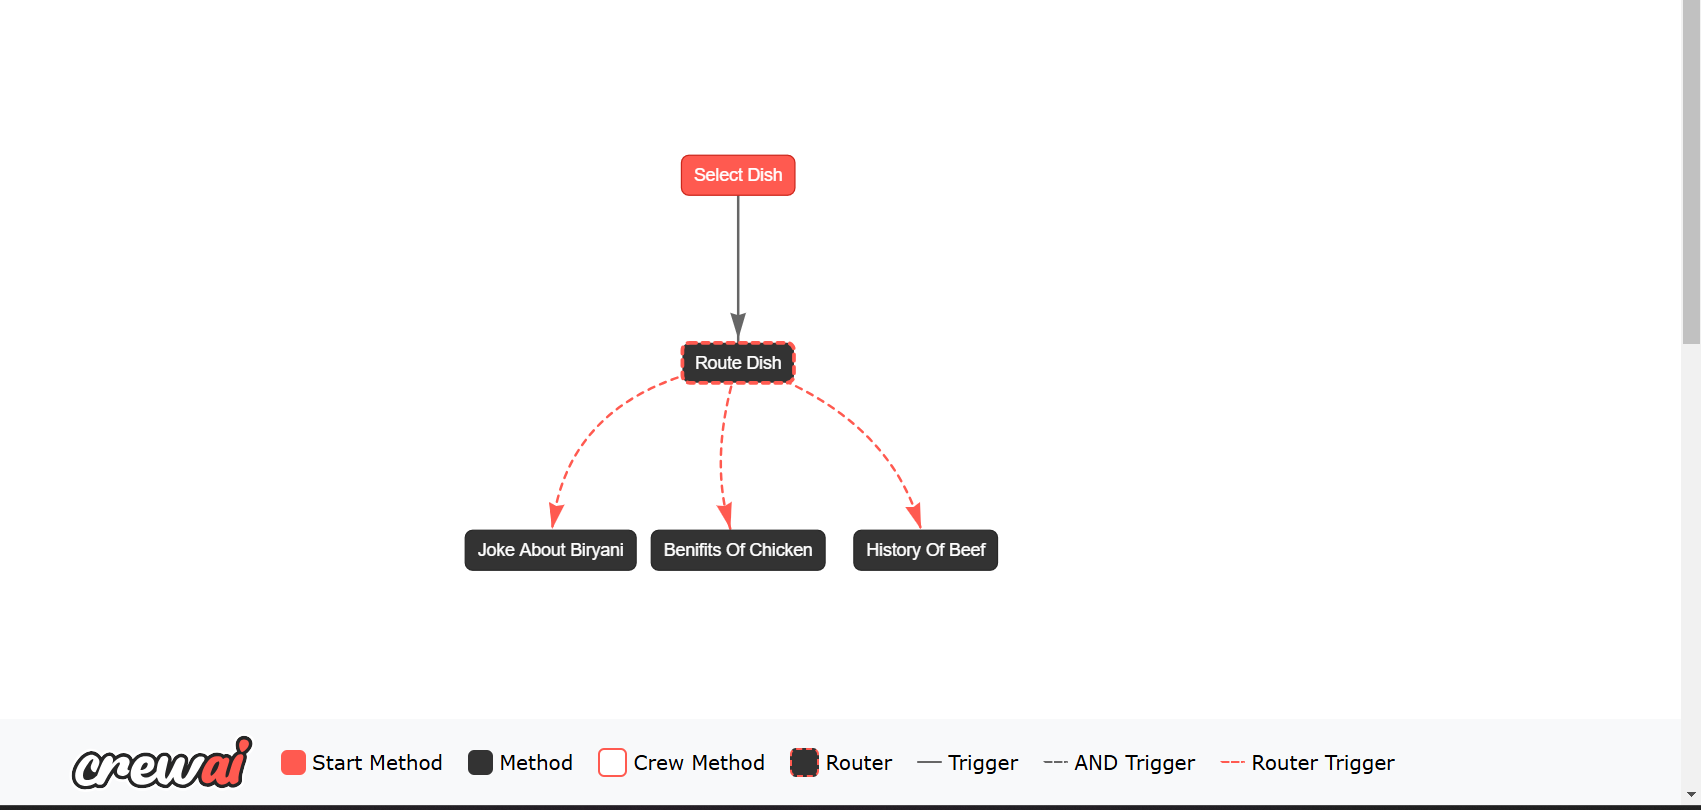 Select Dish
Route Dish
Joke About Biryani
Benifits Of Chicken
History Of Beef
crewai Start Method Method Crew Method Router Trigger AND Trigger Router Trigger